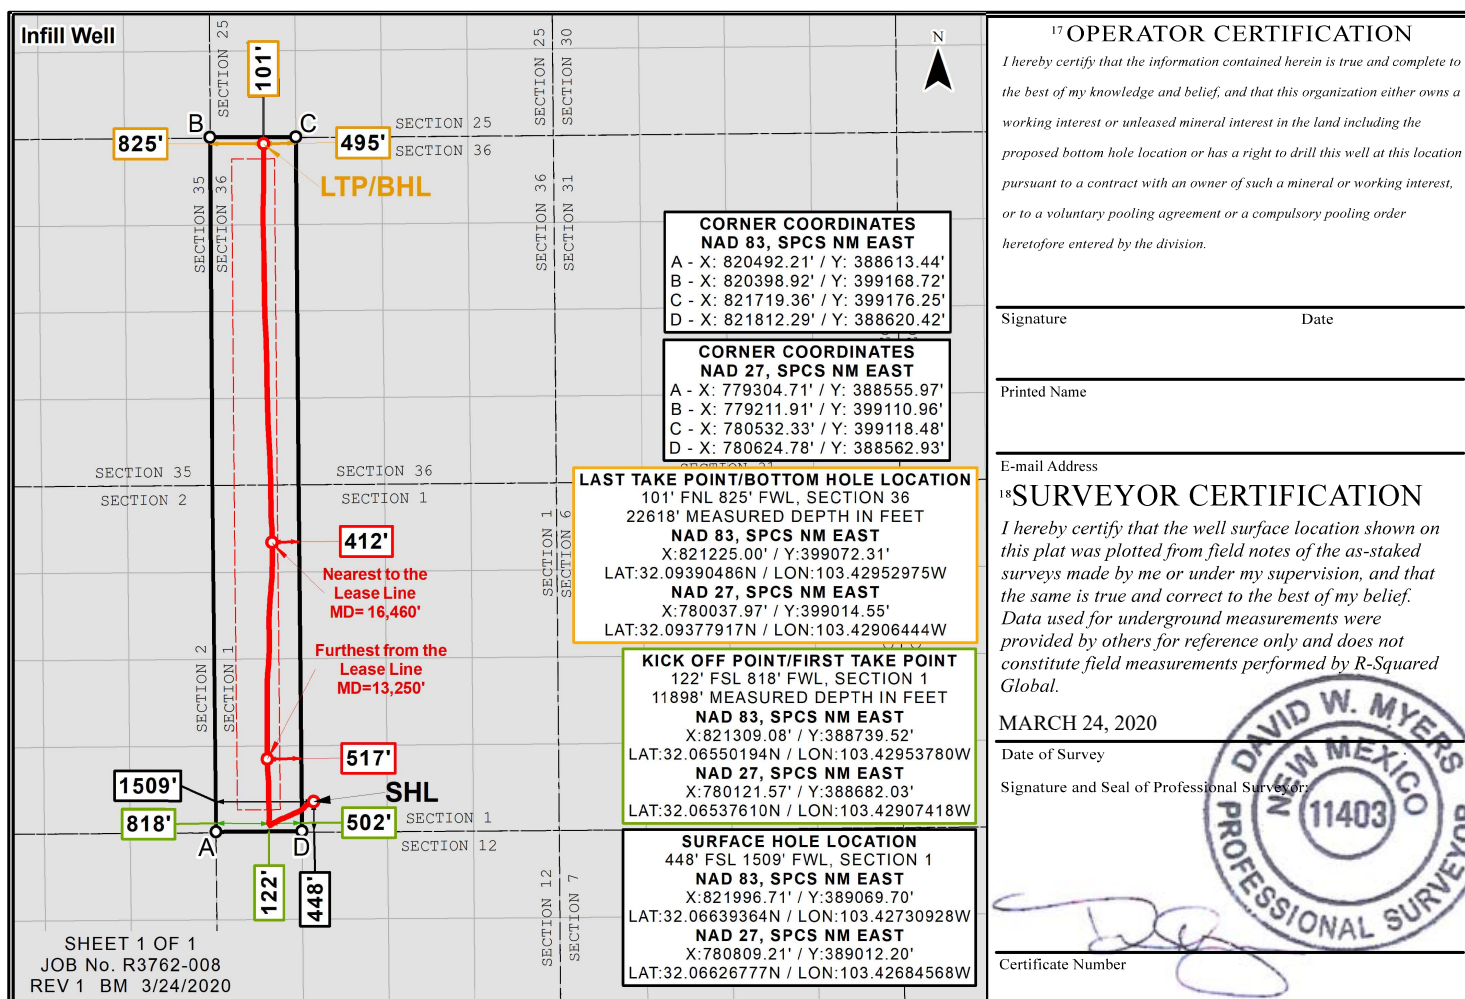 Infill Well
SECTION 25
101'
SECTION 25
SECTION 30
N
B
C
SECTION 25
825'
495'
SECTION 36
LTP/BHL
SECTION 35
SECTION 36
SECTION 36
SECTION 31
CORNER COORDINATES
NAD 83, SPCS NM EAST
A - X: 820492.21' / Y: 388613.44'
B - X: 820398.92' / Y: 399168.72'
C - X: 821719.36' / Y: 399176.25'
D - X: 821812.29' / Y: 388620.42'
CORNER COORDINATES
NAD 27, SPCS NM EAST
A - X: 779304.71' / Y: 388555.97'
B - X: 779211.91' / Y: 399110.96'
C - X: 780532.33' / Y: 399118.48'
D - X: 780624.78' / Y: 388562.93'
SECTION 35
SECTION 36
SECTION 2
SECTION 1
SECTION 1
SECTION 6
LAST TAKE POINT/BOTTOM HOLE LOCATION
101' FNL 825' FWL, SECTION 36
22618' MEASURED DEPTH IN FEET
NAD 83, SPCS NM EAST
X:821225.00' / Y:399072.31'
LAT:32.09390486N / LON:103.42952975W
NAD 27, SPCS NM EAST
X:780037.97' / Y:399014.55'
LAT:32.09377917N / LON:103.42906444W
412'
Nearest to the
Lease Line
MD= 16,460'
Furthest from the
Lease Line
MD=13,250'
SECTION 2
SECTION 1
517'
KICK OFF POINT/FIRST TAKE POINT
122' FSL 818' FWL, SECTION 1
11898' MEASURED DEPTH IN FEET
NAD 83, SPCS NM EAST
X:821309.08' / Y:388739.52'
LAT:32.06550194N / LON:103.42953780W
NAD 27, SPCS NM EAST
X:780121.57' / Y:388682.03'
LAT:32.06537610N / LON:103.42907418W
1509'
SHL
818'
502'
SECTION 1
A
D
SECTION 12
122'
448'
SECTION 12
SECTION 7
SURFACE HOLE LOCATION
448' FSL 1509' FWL, SECTION 1
NAD 83, SPCS NM EAST
X:821996.71' / Y:389069.70'
LAT:32.06639364N / LON:103.42730928W
NAD 27, SPCS NM EAST
X:780809.21' / Y:389012.20'
LAT:32.06626777N / LON:103.42684568W
SHEET 1 OF 1
JOB No. R3762-008
REV 1 BM 3/24/2020
17 OPERATOR CERTIFICATION
I hereby certify that the information contained herein is true and complete to
the best of my knowledge and belief, and that this organization either owns a
working interest or unleased mineral interest in the land including the
proposed bottom hole location or has a right to drill this well at this location
pursuant to a contract with an owner of such a mineral or working interest,
or to a voluntary pooling agreement or a compulsory pooling order
heretofore entered by the division.
Signature Date
Printed Name
E-mail Address
18 SURVEYOR CERTIFICATION
I hereby certify that the well surface location shown on
this plat was plotted from field notes of the as-staked
surveys made by me or under my supervision, and that
the same is true and correct to the best of my belief.
Data used for underground measurements were
provided by others for reference only and does not
constitute field measurements performed by R-Squared
Global.
MARCH 24, 2020
Date of Survey
Signature and Seal of Professional Surveyor:
DAVID W. MYERS
NEW MEXICO
11403
PROFESSIONAL SURVEYOR
Certificate Number